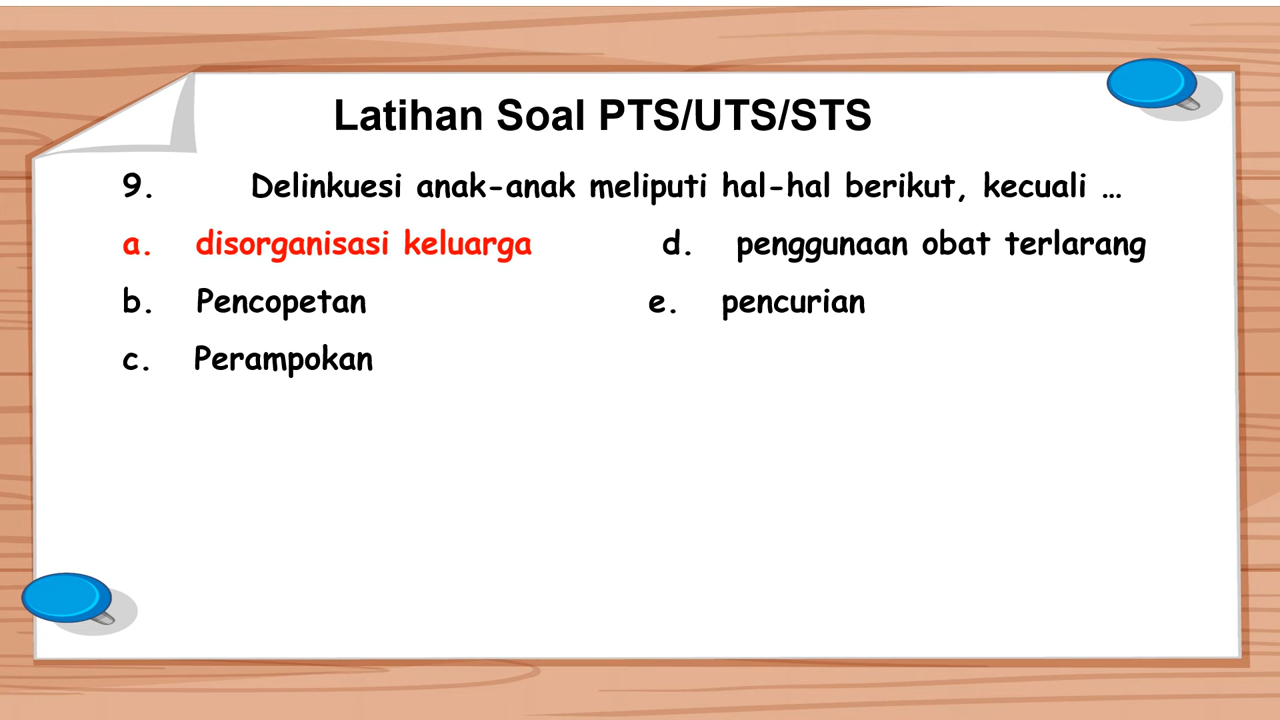 Latihan Soal PTS/UTS/STS
9. Delinkuesi anak-anak meliputi hal-hal berikut, kecuali ...
a. disorganisasi keluarga d. penggunaan obat terlarang
b. Pencopetan e. pencurian
c. Perampokan